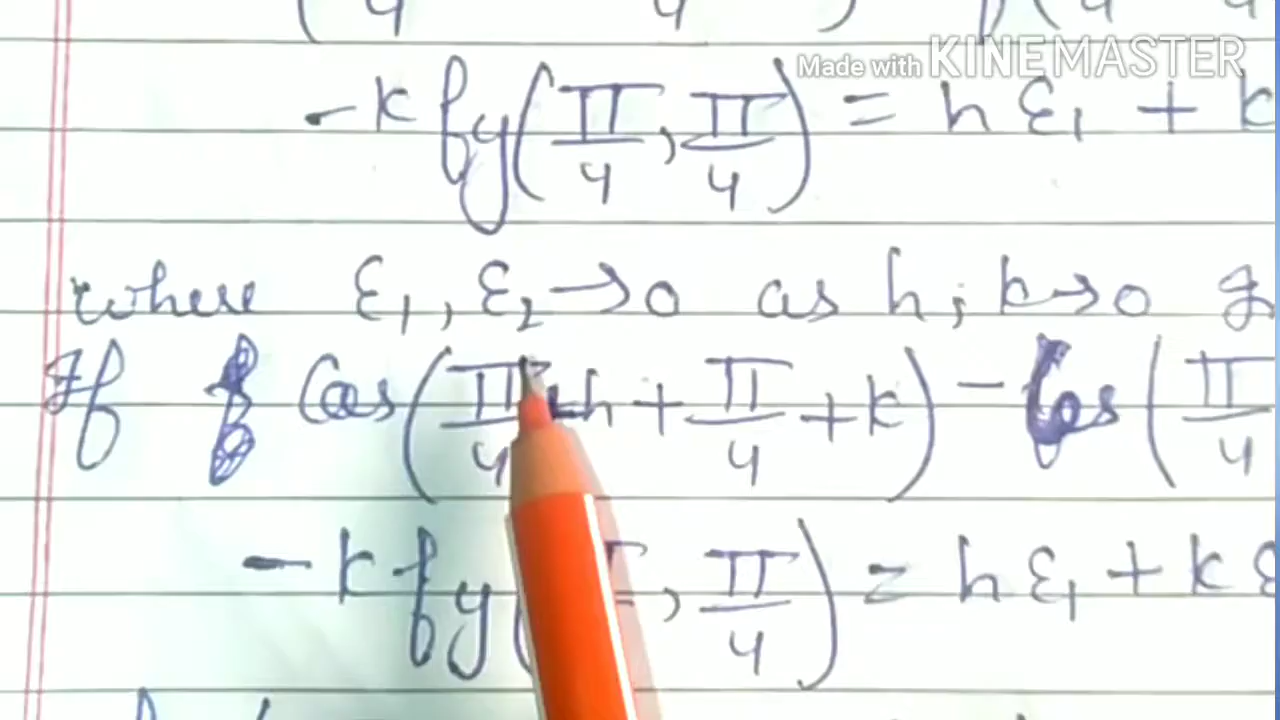 Made with KINEMASTER
-k fy(π/4, π/4) = h ε₁ + k
where ε₁, ε₂ → 0 as h, k → 0
If Cos(π/4 + h + π/4 + k) - Cos(π/4
-k fy( , π/4) = h ε₁ + k ε